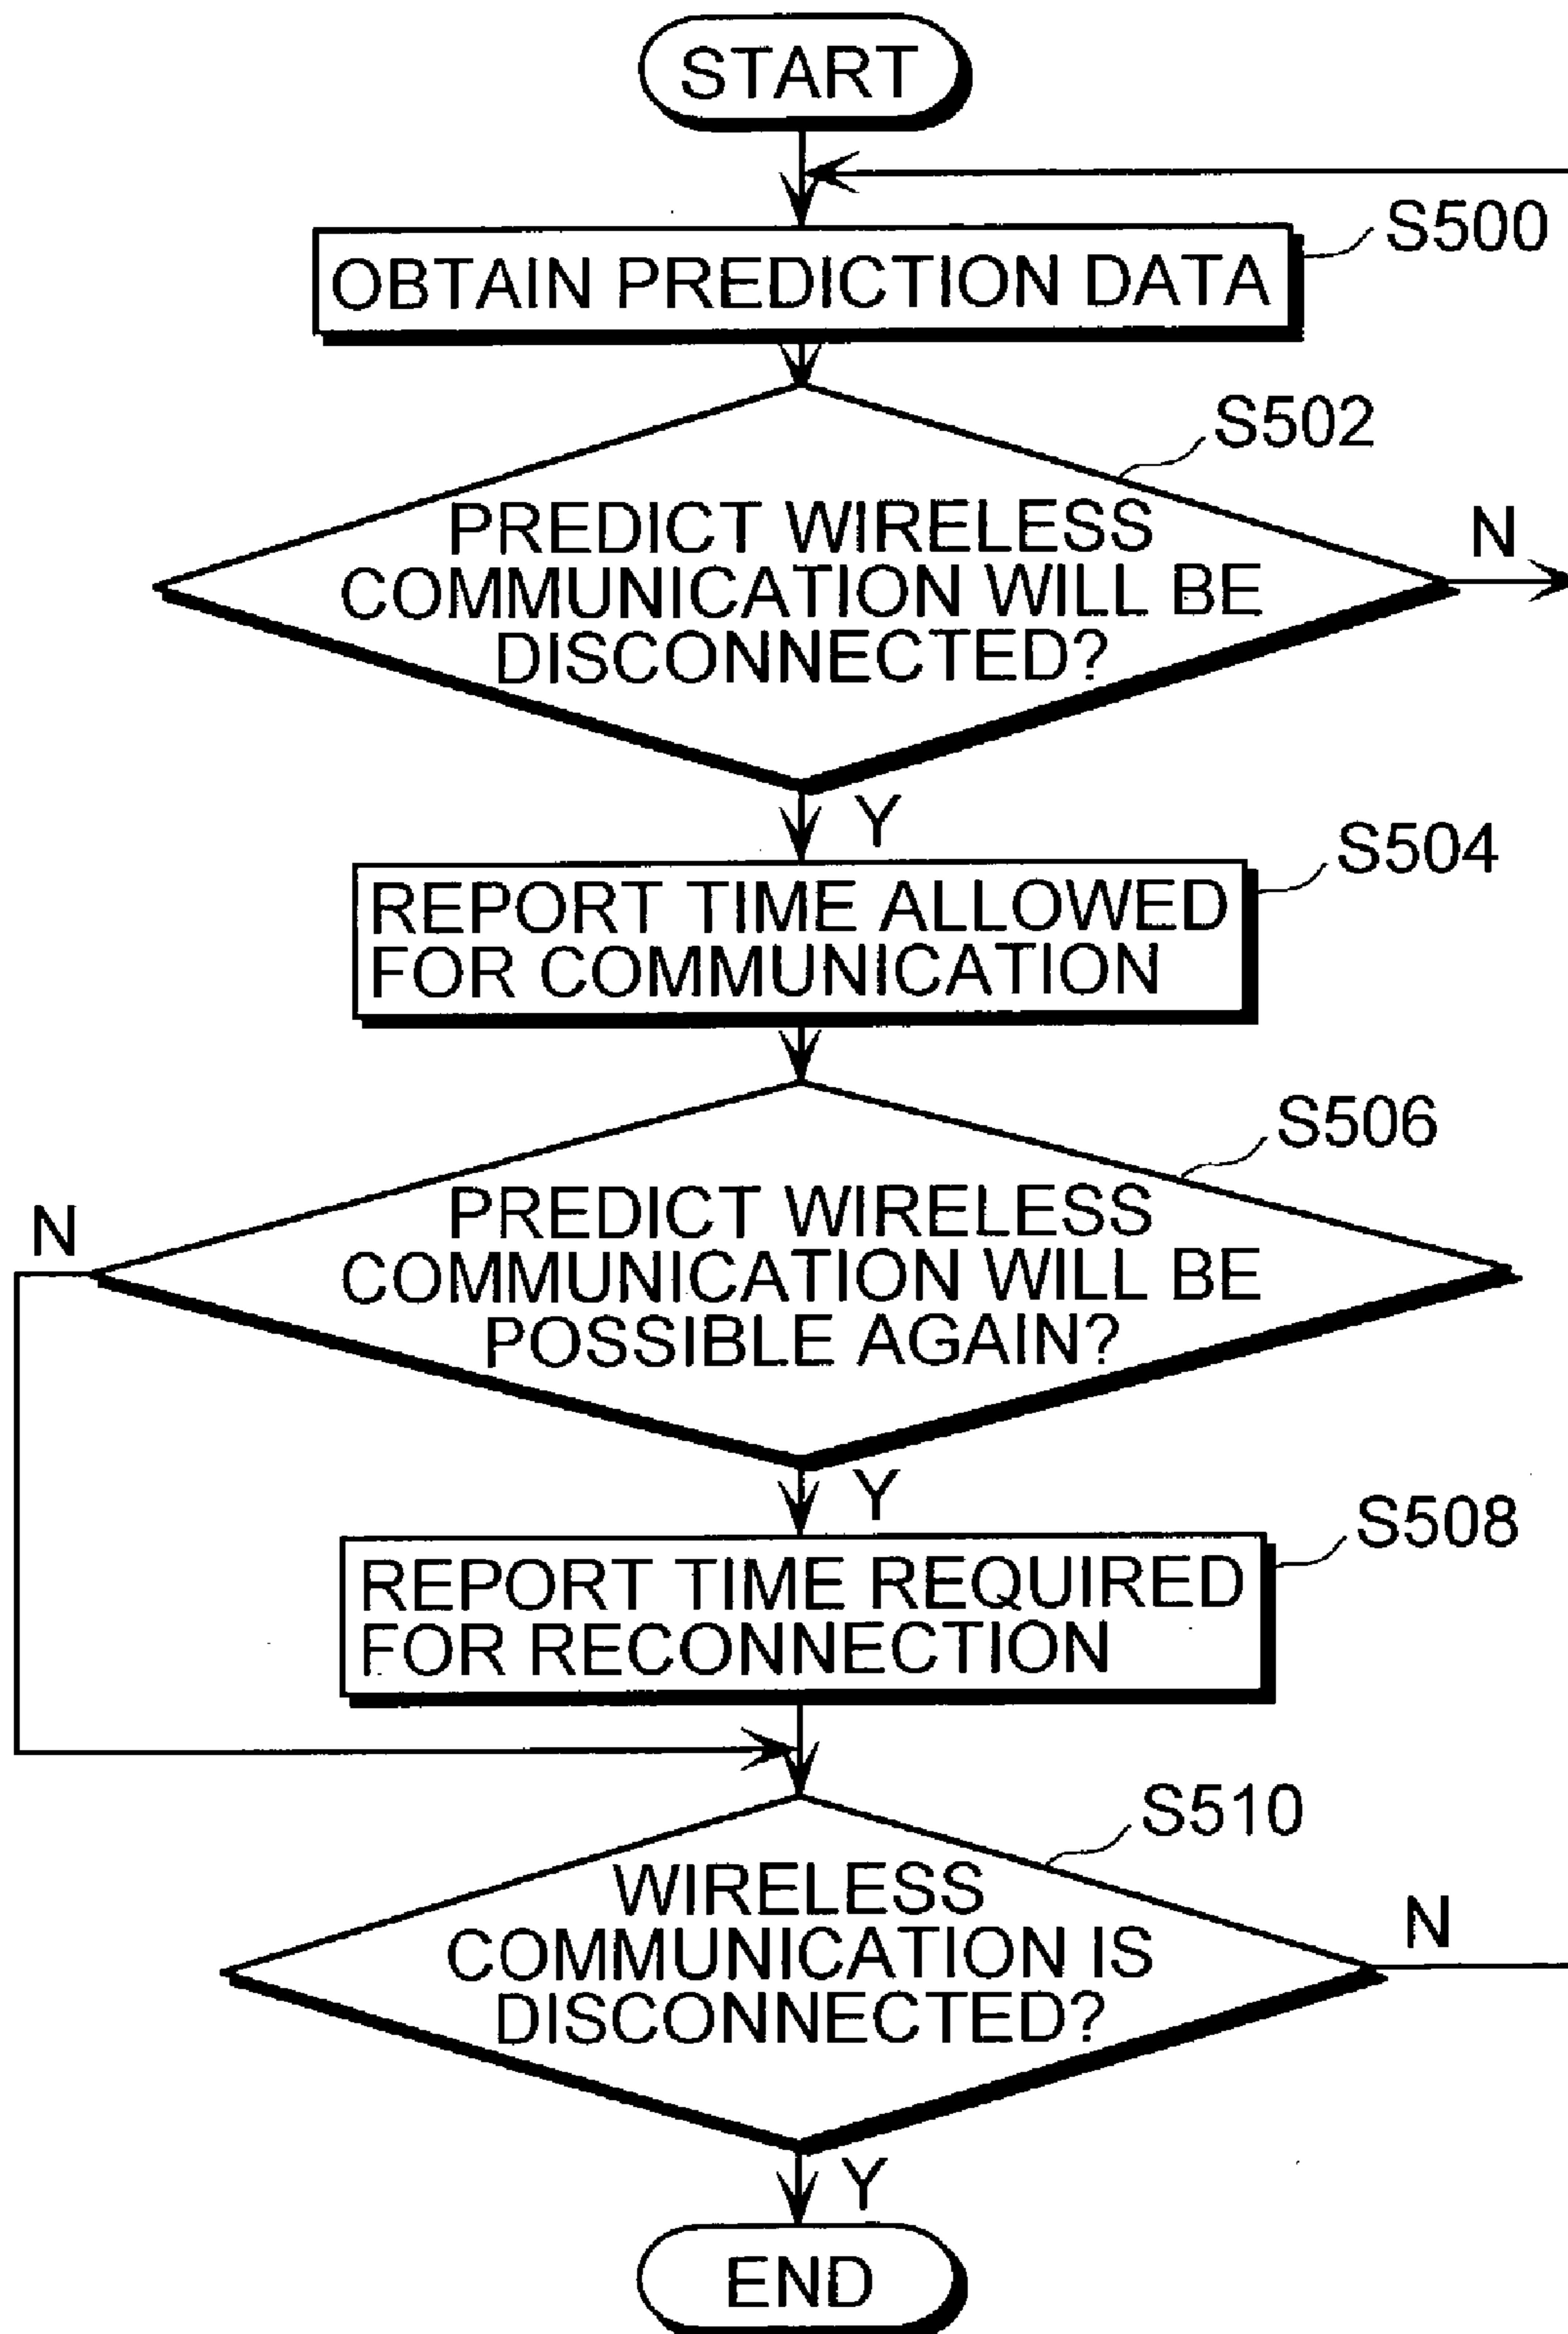 START
S500
OBTAIN PREDICTION DATA
S502
PREDICT WIRELESS
COMMUNICATION WILL BE
DISCONNECTED?
N
Y
S504
REPORT TIME ALLOWED
FOR COMMUNICATION
S506
PREDICT WIRELESS
COMMUNICATION WILL BE
POSSIBLE AGAIN?
N
Y
S508
REPORT TIME REQUIRED
FOR RECONNECTION
S510
WIRELESS
COMMUNICATION IS
DISCONNECTED?
N
Y
END